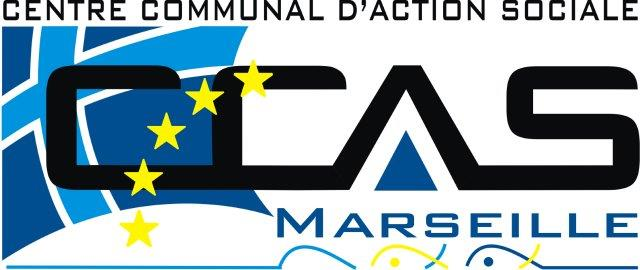 CENTRE COMMUNAL D'ACTION SOCIALE
CCAS
MARSEILLE